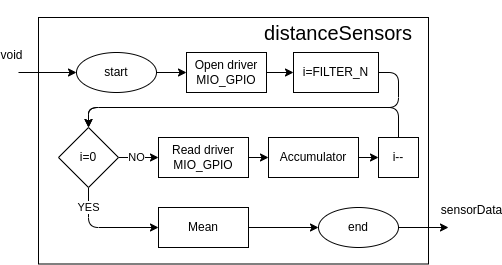 distanceSensors
void
start
Open driver
MIO_GPIO
i=FILTER_N
i=0
NO
Read driver
MIO_GPIO
Accumulator
i--
YES
Mean
end
sensorData